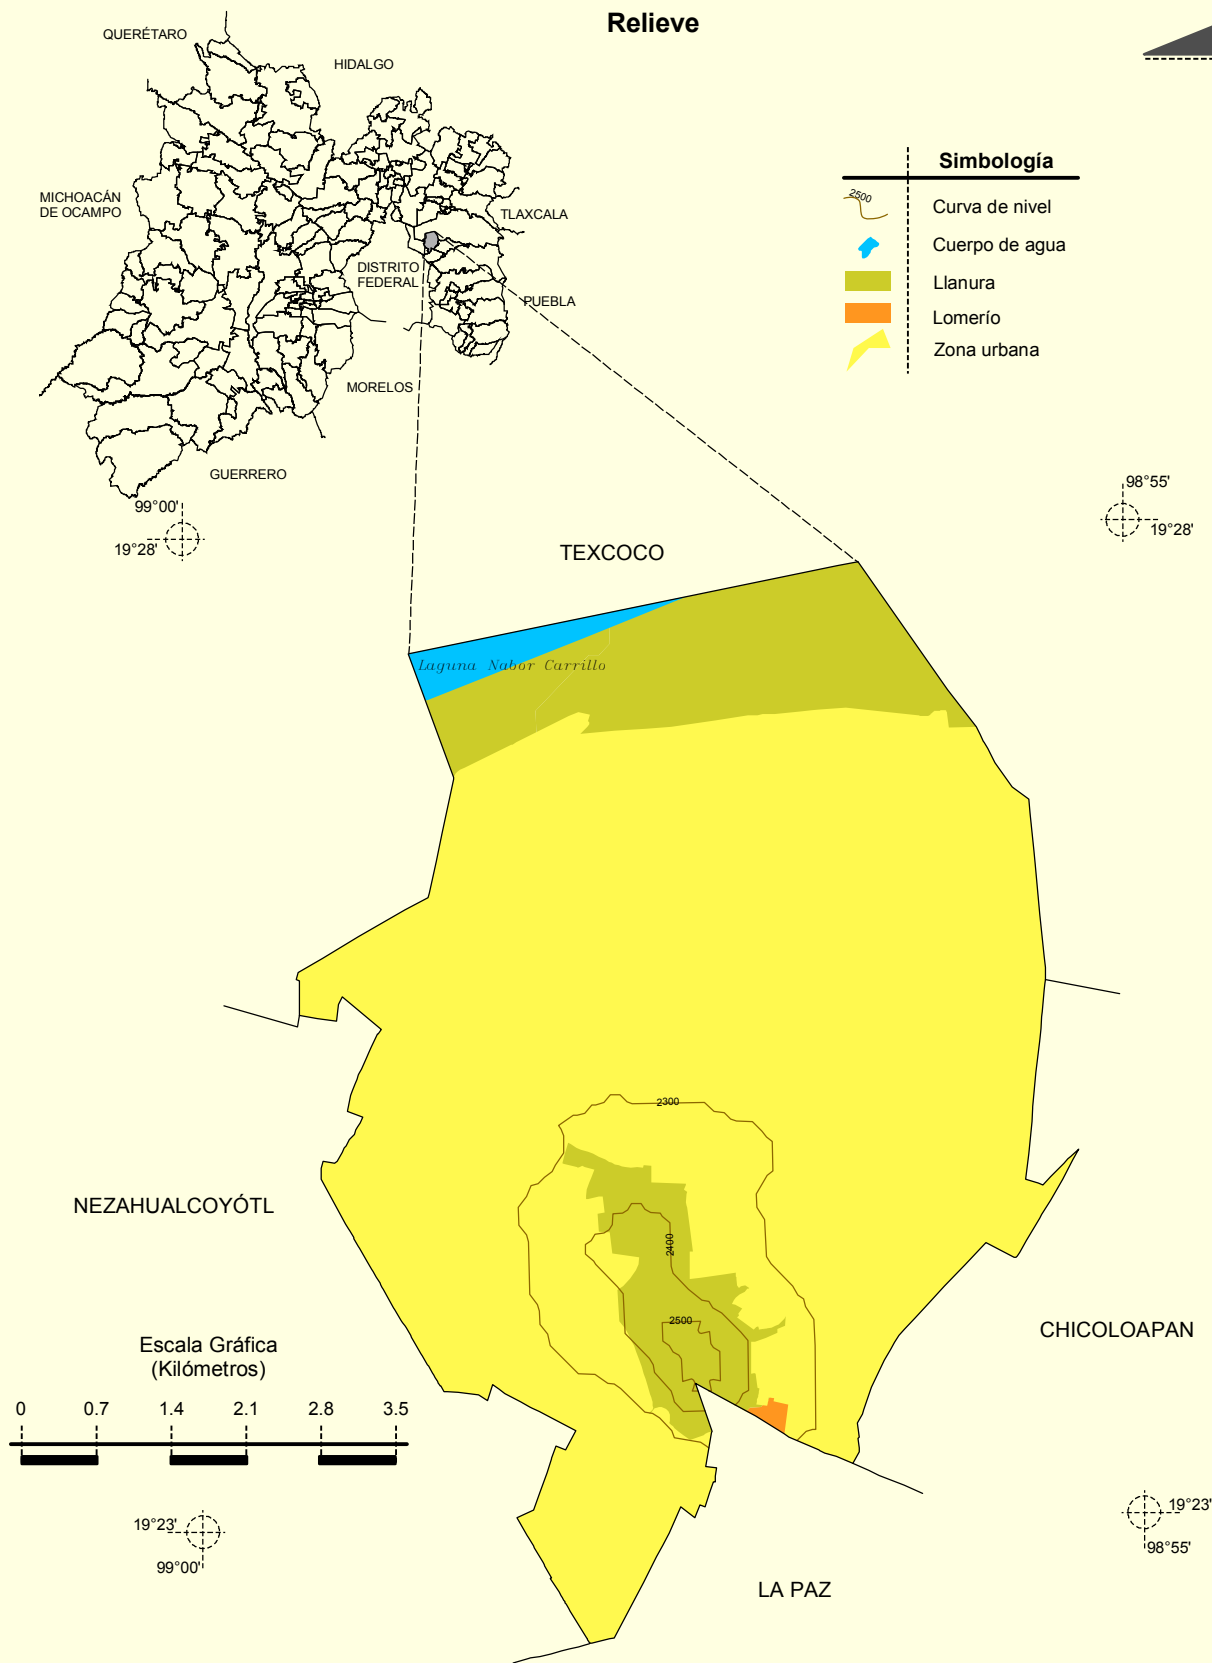 Relieve
QUERÉTARO
HIDALGO
MICHOACÁN
DE OCAMPO
TLAXCALA
DISTRITO
FEDERAL
PUEBLA
MORELOS
GUERRERO
Simbología
2500
Curva de nivel
Cuerpo de agua
Llanura
Lomerío
Zona urbana
99°00'
19°28'
98°55'
19°28'
TEXCOCO
Laguna Nabor Carrillo
2300
NEZAHUALCOYÓTL
2400
2500
CHICOLOAPAN
Escala Gráfica
(Kilómetros)
0 0.7 1.4 2.1 2.8 3.5
19°23'
99°00'
19°23'
98°55'
LA PAZ